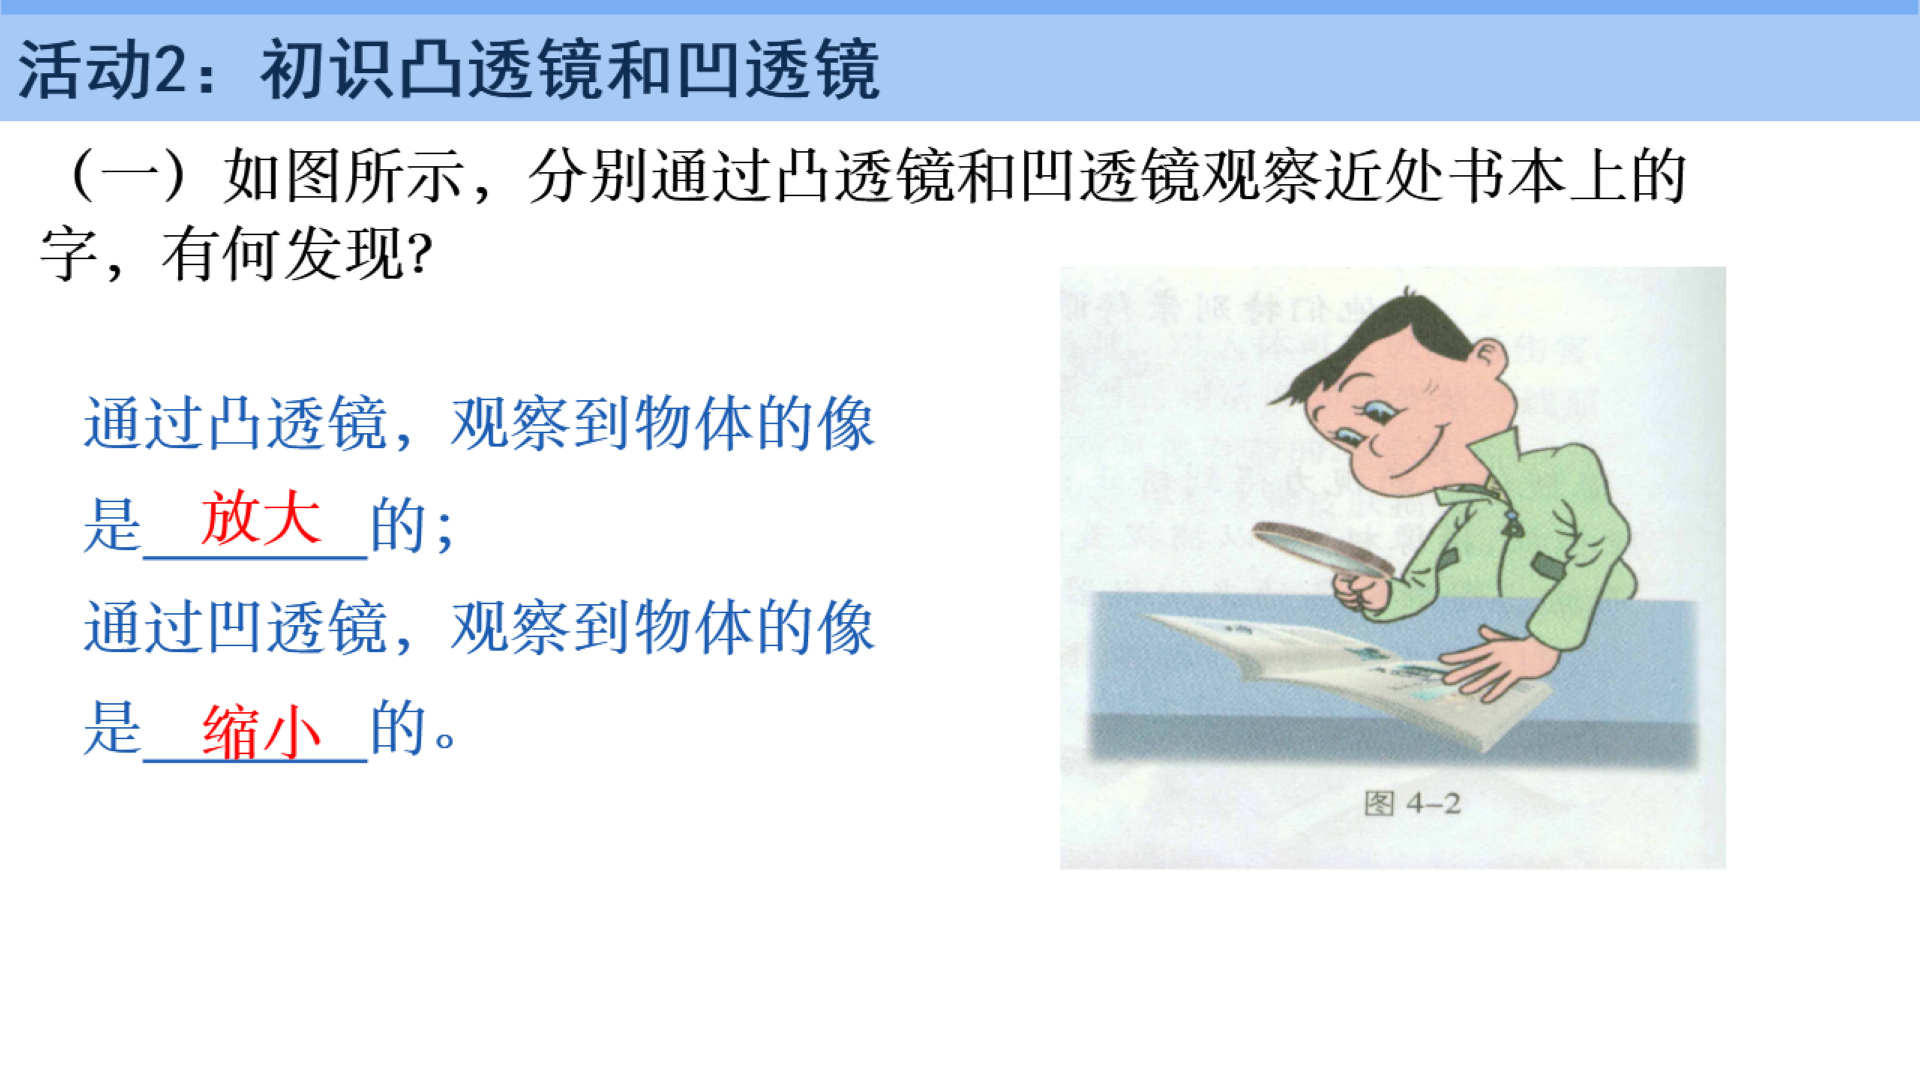 活动2：初识凸透镜和凹透镜
（一）如图所示，分别通过凸透镜和凹透镜观察近处书本上的
字，有何发现？
通过凸透镜，观察到物体的像
是 放大 的；
通过凹透镜，观察到物体的像
是 缩小 的。
图 4-2